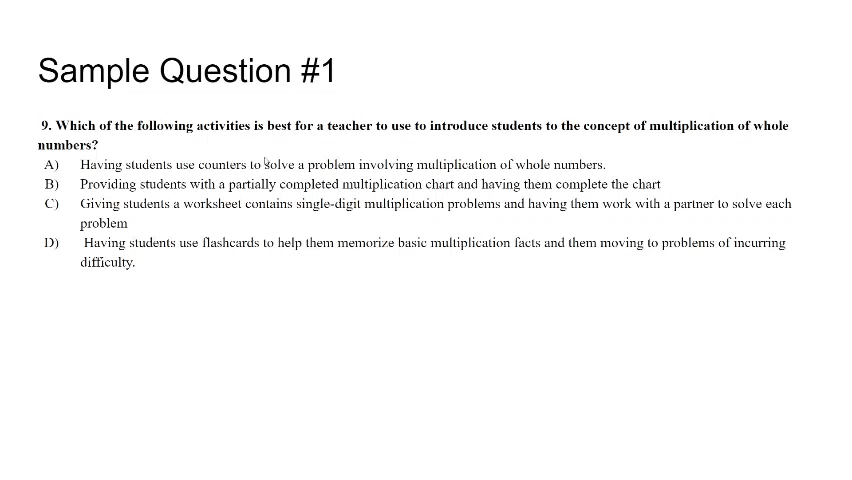 Sample Question #1
9. Which of the following activities is best for a teacher to use to introduce students to the concept of multiplication of whole
numbers?
A) Having students use counters to solve a problem involving multiplication of whole numbers.
B) Providing students with a partially completed multiplication chart and having them complete the chart
C) Giving students a worksheet contains single-digit multiplication problems and having them work with a partner to solve each
problem
D) Having students use flashcards to help them memorize basic multiplication facts and them moving to problems of incurring
difficulty.